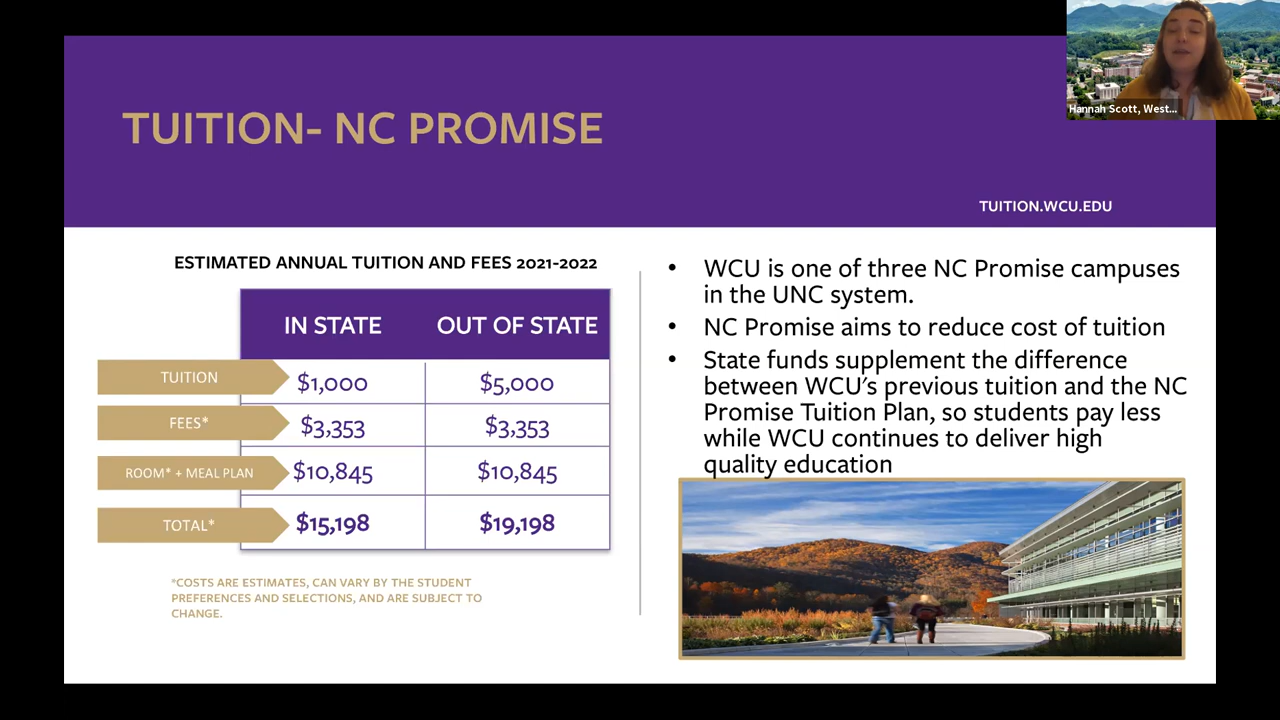 Hannah Scott, West...
TUITION- NC PROMISE
TUITION.WCU.EDU
ESTIMATED ANNUAL TUITION AND FEES 2021-2022
IN STATE OUT OF STATE
TUITION $1,000 $5,000
FEES* $3,353 $3,353
ROOM* + MEAL PLAN $10,845 $10,845
TOTAL* $15,198 $19,198
*COSTS ARE ESTIMATES, CAN VARY BY THE STUDENT
PREFERENCES AND SELECTIONS, AND ARE SUBJECT TO
CHANGE.
• WCU is one of three NC Promise campuses
in the UNC system.
• NC Promise aims to reduce cost of tuition
• State funds supplement the difference
between WCU’s previous tuition and the NC
Promise Tuition Plan, so students pay less
while WCU continues to deliver high
quality education